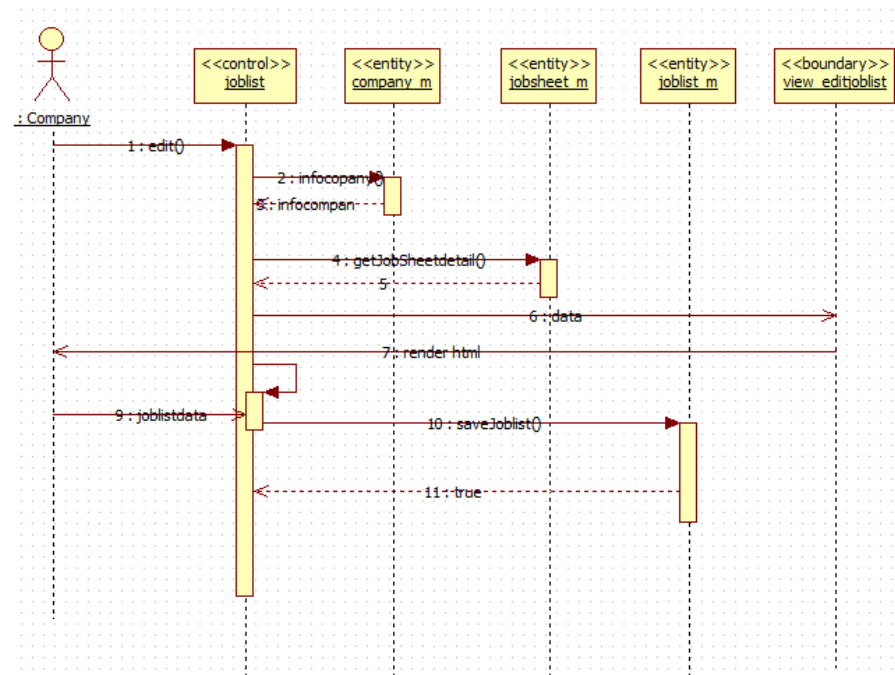 <<control>>
joblist
<<entity>>
company_m
<<entity>>
jobsheet_m
<<entity>>
joblist_m
<<boundary>>
view_editjoblist
: Company
1 : edit()
2 : infocopany()
3 : infocompan
4 : getJobSheetdetail()
5
6 : data
7 : render html
9 : joblistdata
10 : saveJoblist()
11 : true